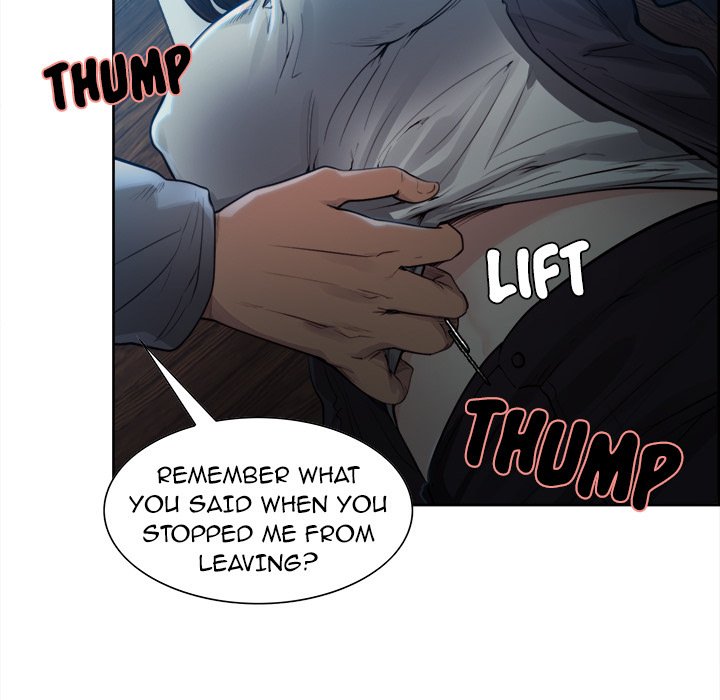 THUMP
LIFT
THUMP
REMEMBER WHAT
YOU SAID WHEN YOU
STOPPED ME FROM
LEAVING?